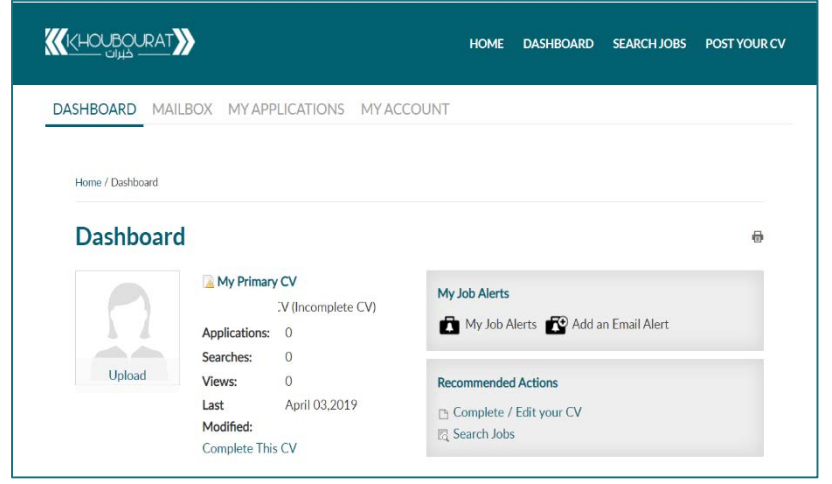 KHOUBOURAT
خبرات
HOME DASHBOARD SEARCH JOBS POST YOUR CV
DASHBOARD MAILBOX MY APPLICATIONS MY ACCOUNT
Home / Dashboard
Dashboard
Upload
My Primary CV
CV (Incomplete CV)
Applications: 0
Searches: 0
Views: 0
Last Modified: April 03,2019
Complete This CV
My Job Alerts
My Job Alerts Add an Email Alert
Recommended Actions
Complete / Edit your CV
Search Jobs